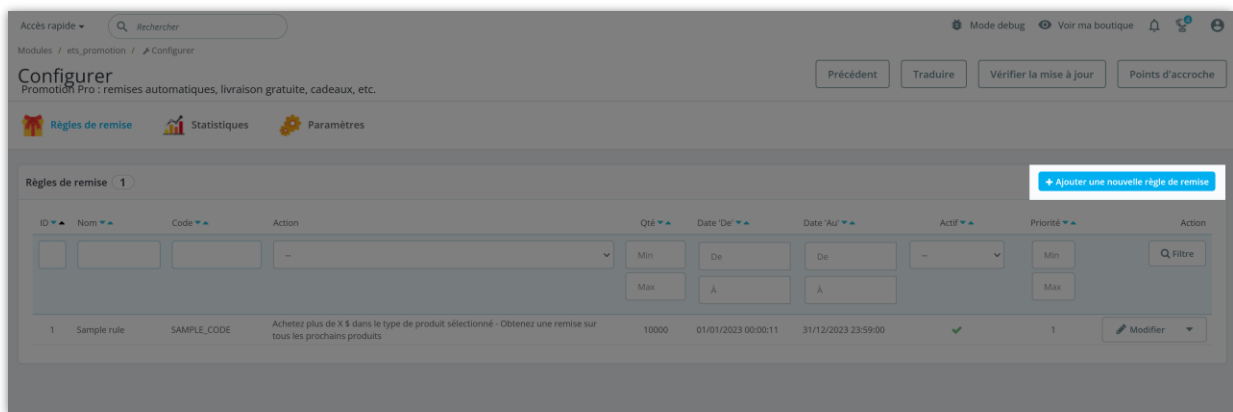 Accès rapide
Rechercher
Mode debug
Voir ma boutique
Modules / ets_promotion / Configurer
Configurer
Promotion Pro : remises automatiques, livraison gratuite, cadeaux, etc.
Précédent
Traduire
Vérifier la mise à jour
Points d'accroche
Règles de remise
Statistiques
Paramètres
Règles de remise 1
+ Ajouter une nouvelle règle de remise
ID Nom Code Action Qté Date 'De' Date 'Au' Actif Priorité Action
-- Min De De -- Min Filtre
Max À À Max
1 Sample rule SAMPLE_CODE Achetez plus de X $ dans le type de produit sélectionné - Obtenez une remise sur
tous les prochains produits
10000 01/01/2023 00:00:11 31/12/2023 23:59:00 1 Modifier